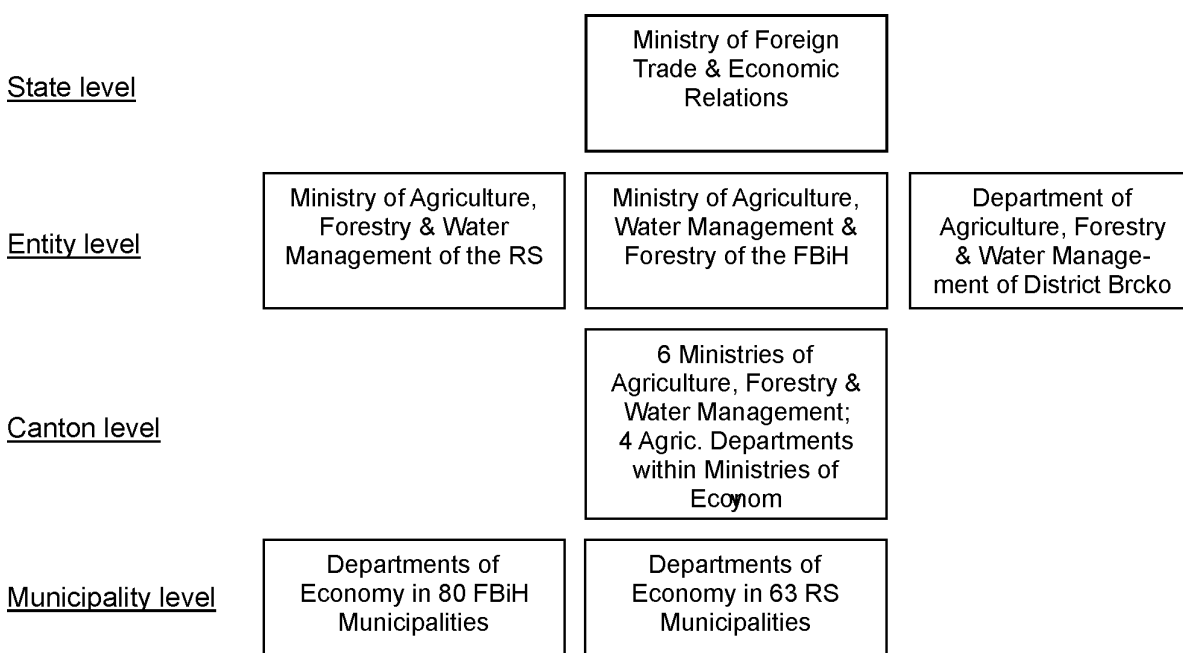 State level
Ministry of Foreign
Trade & Economic
Relations
Entity level
Ministry of Agriculture,
Forestry & Water
Management of the RS
Ministry of Agriculture,
Water Management &
Forestry of the FBiH
Department of
Agriculture, Forestry
& Water Manage-
ment of District Brcko
Canton level
6 Ministries of
Agriculture, Forestry &
Water Management;
4 Agric. Departments
within Ministries of
Economy
Municipality level
Departments of
Economy in 80 FBiH
Municipalities
Departments of
Economy in 63 RS
Municipalities